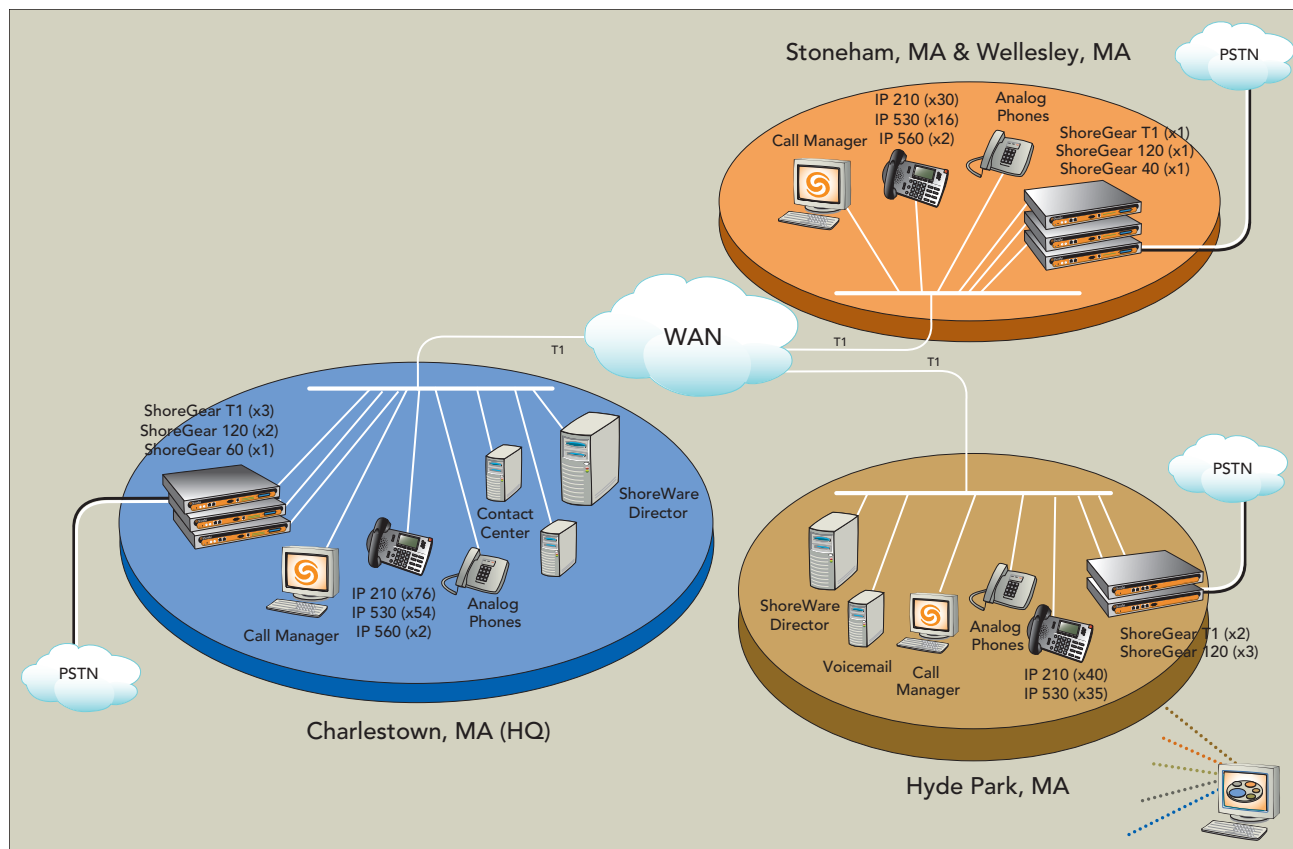 Stoneham, MA & Wellesley, MA
PSTN
IP 210 (x30)
IP 530 (x16)
IP 560 (x2)
Analog
Phones
Call Manager
ShoreGear T1 (x1)
ShoreGear 120 (x1)
ShoreGear 40 (x1)
WAN
T1
T1
T1
ShoreGear T1 (x3)
ShoreGear 120 (x2)
ShoreGear 60 (x1)
Contact
Center
ShoreWare
Director
Call Manager
IP 210 (x76)
IP 530 (x54)
IP 560 (x2)
Analog
Phones
PSTN
Charlestown, MA (HQ)
PSTN
ShoreWare
Director
Voicemail
Call
Manager
Analog
Phones
IP 210 (x40)
IP 530 (x35)
ShoreGear T1 (x2)
ShoreGear 120 (x3)
Hyde Park, MA